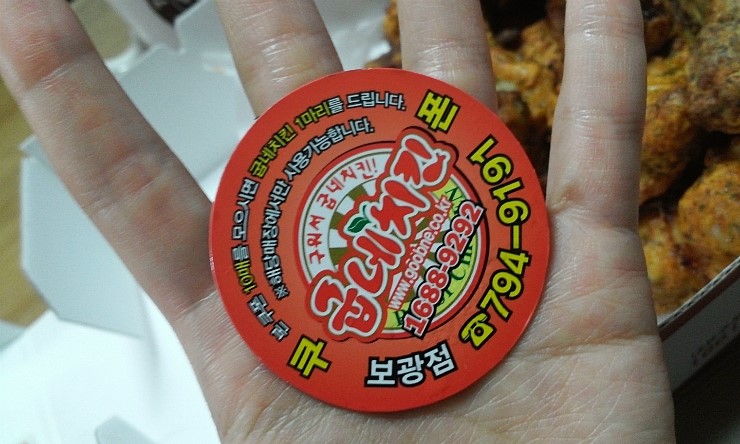 쿠폰
본 쿠폰 10매를 모으시면 굽네치킨 1마리를 드립니다.
※ 해당매장에서만 사용가능합니다.
구워서 굽네치킨!
굽네치킨
www.goobne.co.kr
1688-9292
보광점
☎794-9191